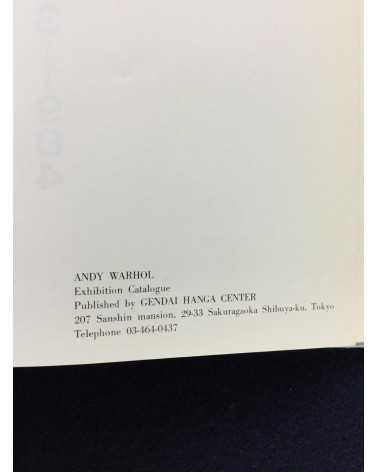 ANDY WARHOL
Exhibition Catalogue
Published by GENDAI HANGA CENTER
207 Sanshin mansion, 29-33 Sakuragaoka Shibuya-ku, Tokyo
Telephone 03-464-0437